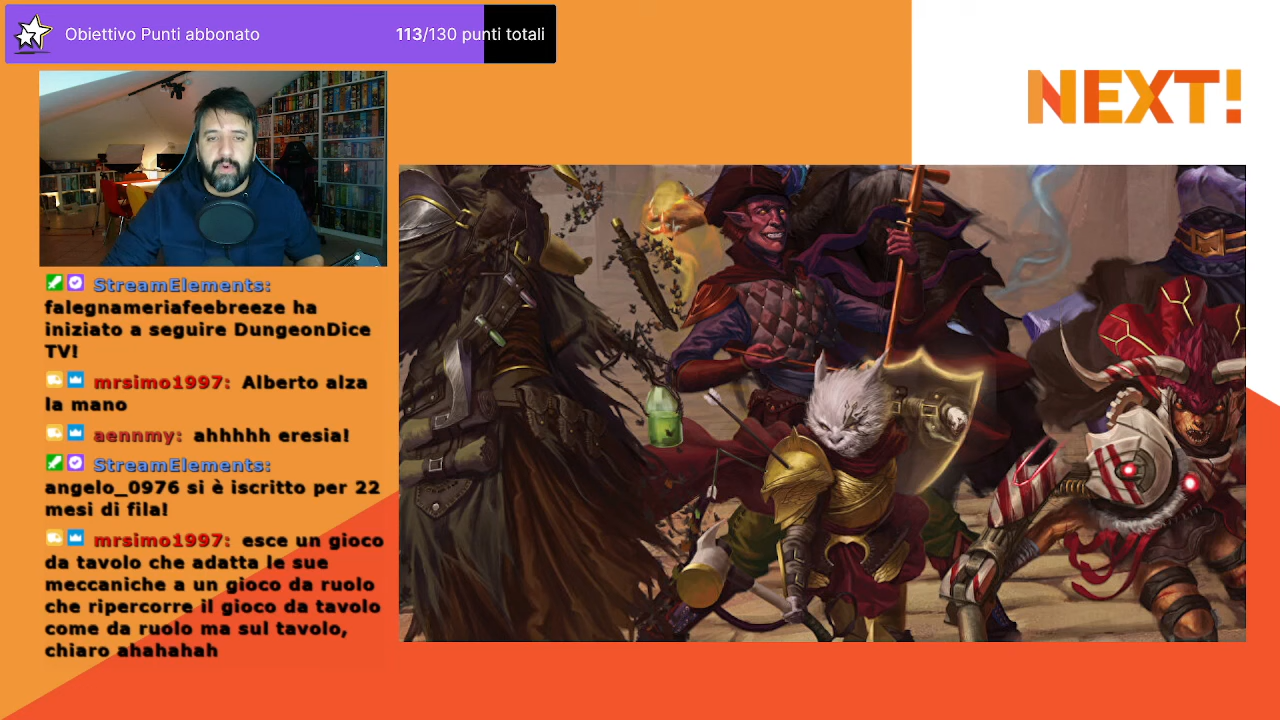 Obiettivo Punti abbonato
113/130 punti totali
NEXT!
StreamElements:
falegnameriafeebreeze ha
iniziato a seguire DungeonDice
TV!
mrsimo1997: Alberto alza
la mano
aennmy: ahhhhh eresia!
StreamElements:
angelo_0976 si è iscritto per 22
mesi di fila!
mrsimo1997: esce un gioco
da tavolo che adatta le sue
meccaniche a un gioco da ruolo
che ripercorre il gioco da tavolo
come da ruolo ma sul tavolo,
chiaro ahahahah